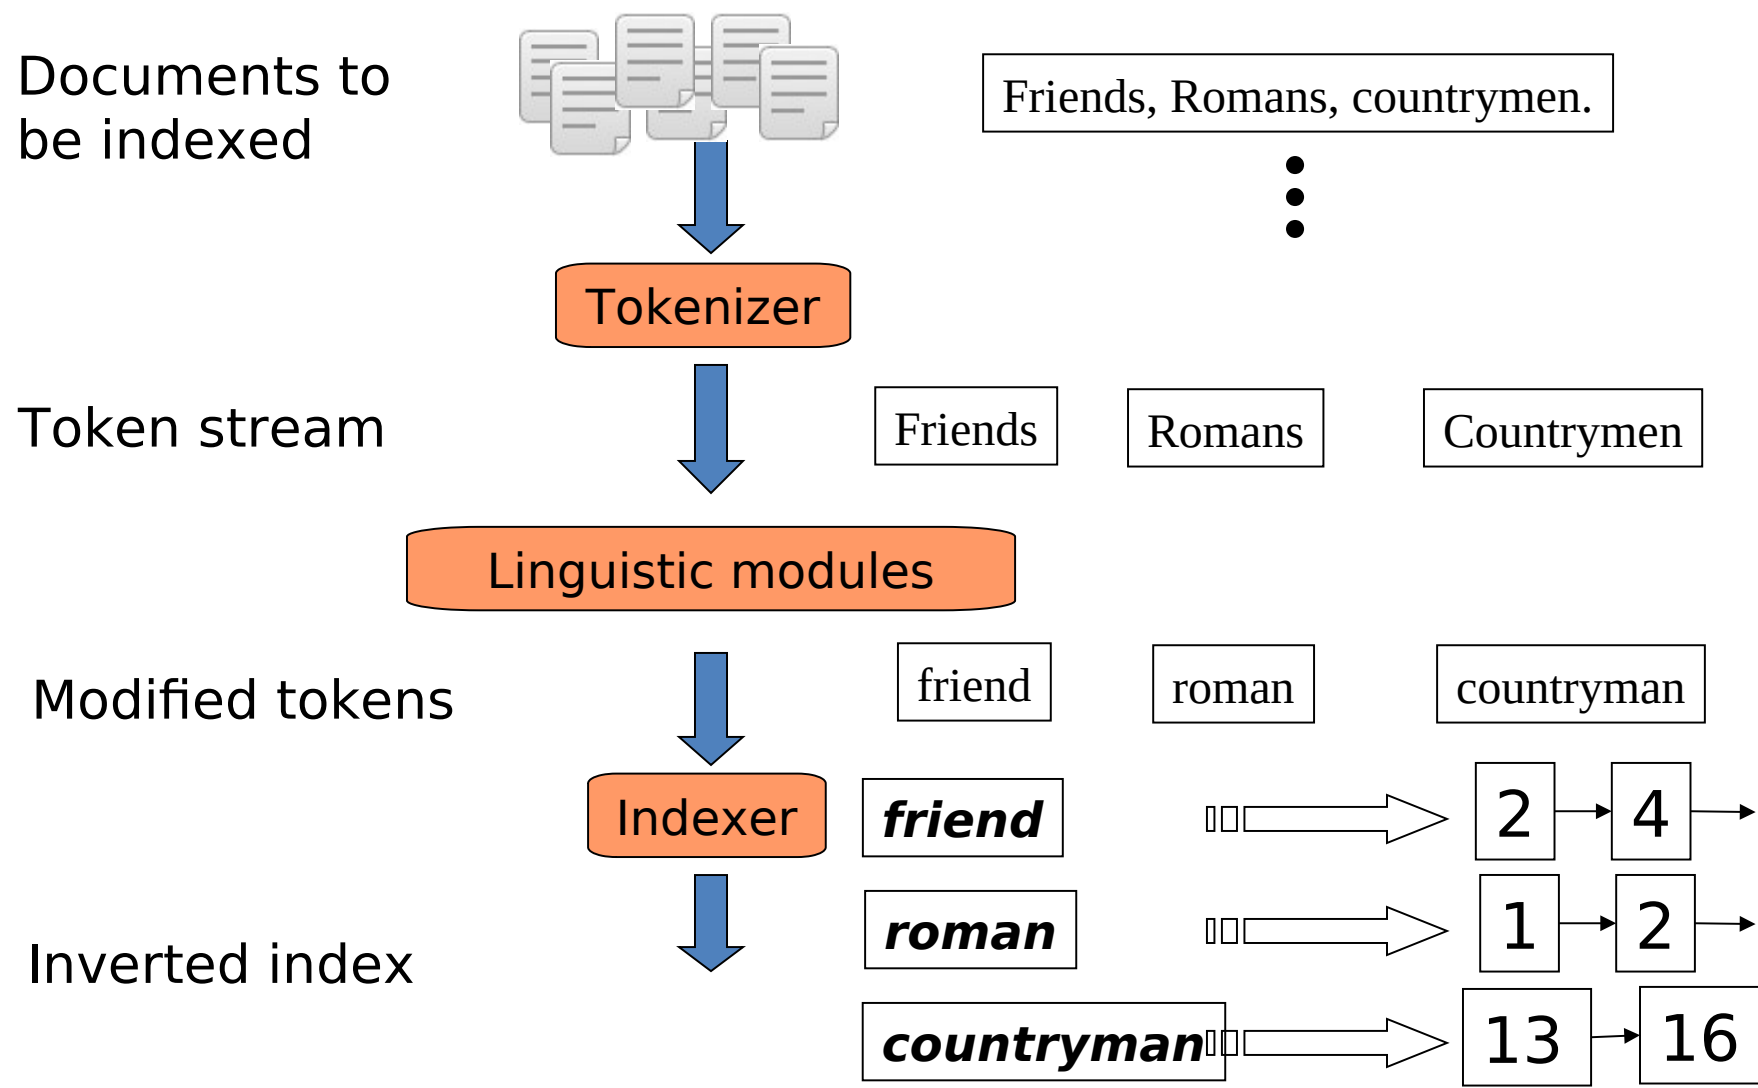 Documents to
be indexed
Friends, Romans, countrymen.
Tokenizer
Token stream
Friends Romans Countrymen
Linguistic modules
Modified tokens
friend roman countryman
Indexer
friend 2 4
roman 1 2
Inverted index
countryman 13 16